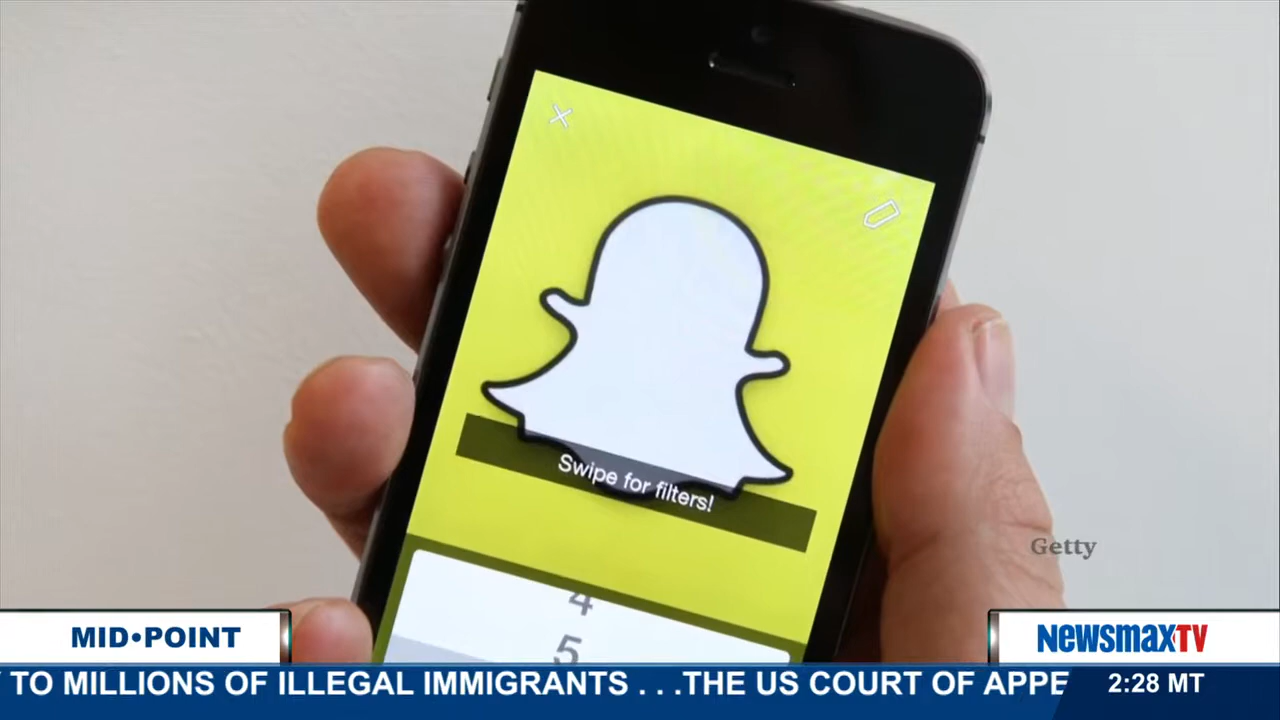 Swipe for filters!
4
5
Getty
MID•POINT
NEWSMAXTV
TO MILLIONS OF ILLEGAL IMMIGRANTS . . .THE US COURT OF APPE
2:28 MT